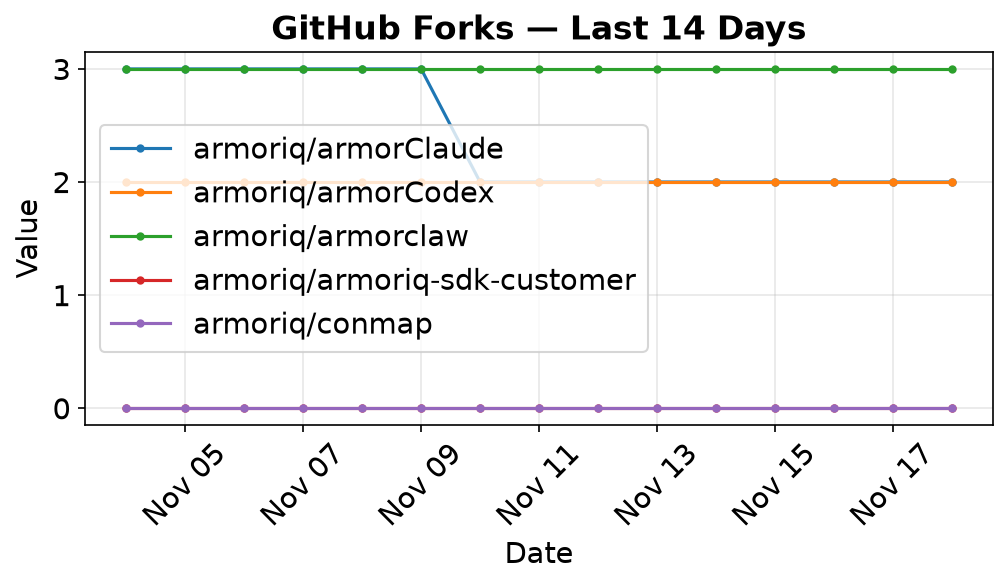 GitHub Forks — Last 14 Days
3
2
1
0
Value
armoriq/armorClaude
armoriq/armorCodex
armoriq/armorclaw
armoriq/armoriq-sdk-customer
armoriq/conmap
Nov 05
Nov 07
Nov 09
Nov 11
Nov 13
Nov 15
Nov 17
Date